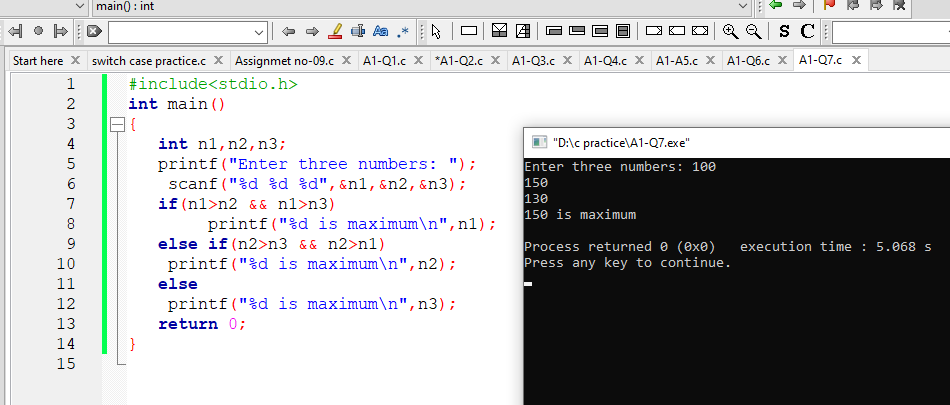 main() : int
S C
Start here X switch case practice.c X Assignmet no-09.c X A1-Q1.c X *A1-Q2.c X A1-Q3.c X A1-Q4.c X A1-A5.c X A1-Q6.c X A1-Q7.c X
1 #include<stdio.h>
2 int main()
3 {
4 int n1,n2,n3;
5 printf("Enter three numbers: ");
6 scanf("%d %d %d",&n1,&n2,&n3);
7 if(n1>n2 && n1>n3)
8 printf("%d is maximum\n",n1);
9 else if(n2>n3 && n2>n1)
10 printf("%d is maximum\n",n2);
11 else
12 printf("%d is maximum\n",n3);
13 return 0;
14 }
15
"D:\c practice\A1-Q7.exe"
Enter three numbers: 100
150
130
150 is maximum
Process returned 0 (0x0) execution time : 5.068 s
Press any key to continue.